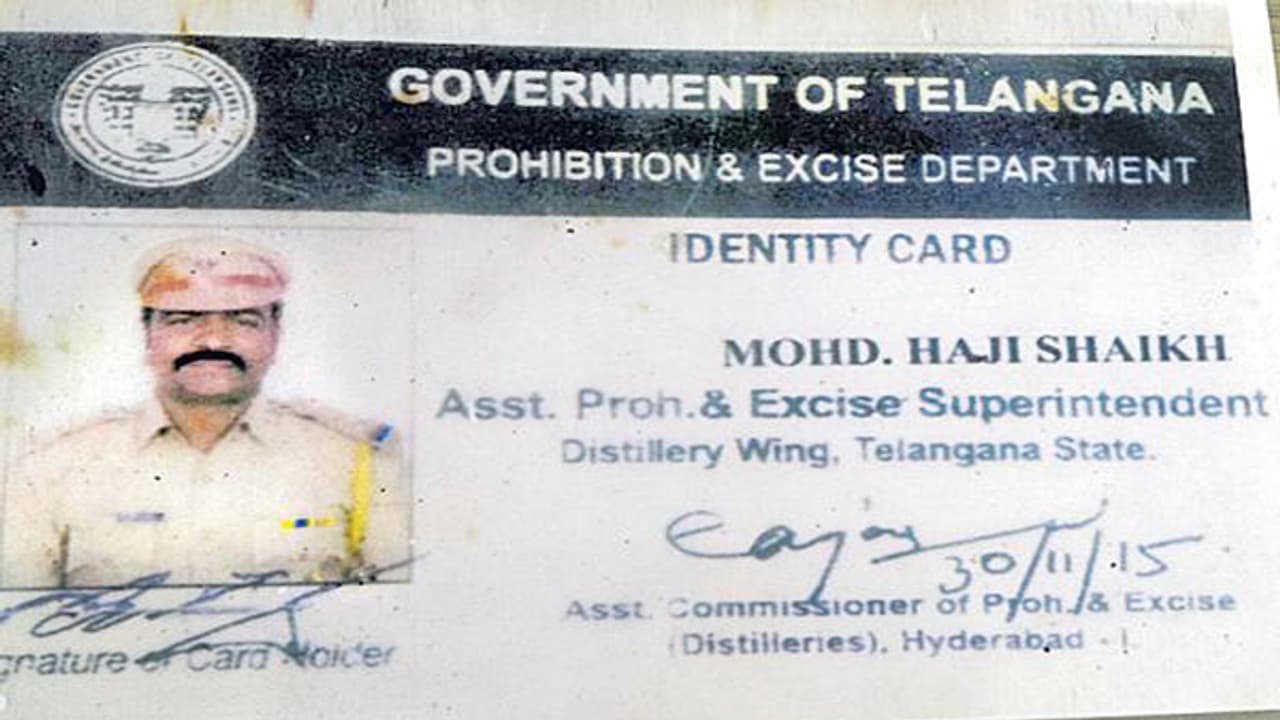 GOVERNMENT OF TELANGANA
PROHIBITION & EXCISE DEPARTMENT
IDENTITY CARD
MOHD. HAJI SHAIKH
Asst. Proh.& Excise Superintendent
Distillery Wing, Telangana State.
30/11/15
Asst. Commissioner of Proh. & Excise
(Distilleries), Hyderabad - I.
gnature of Card Holder